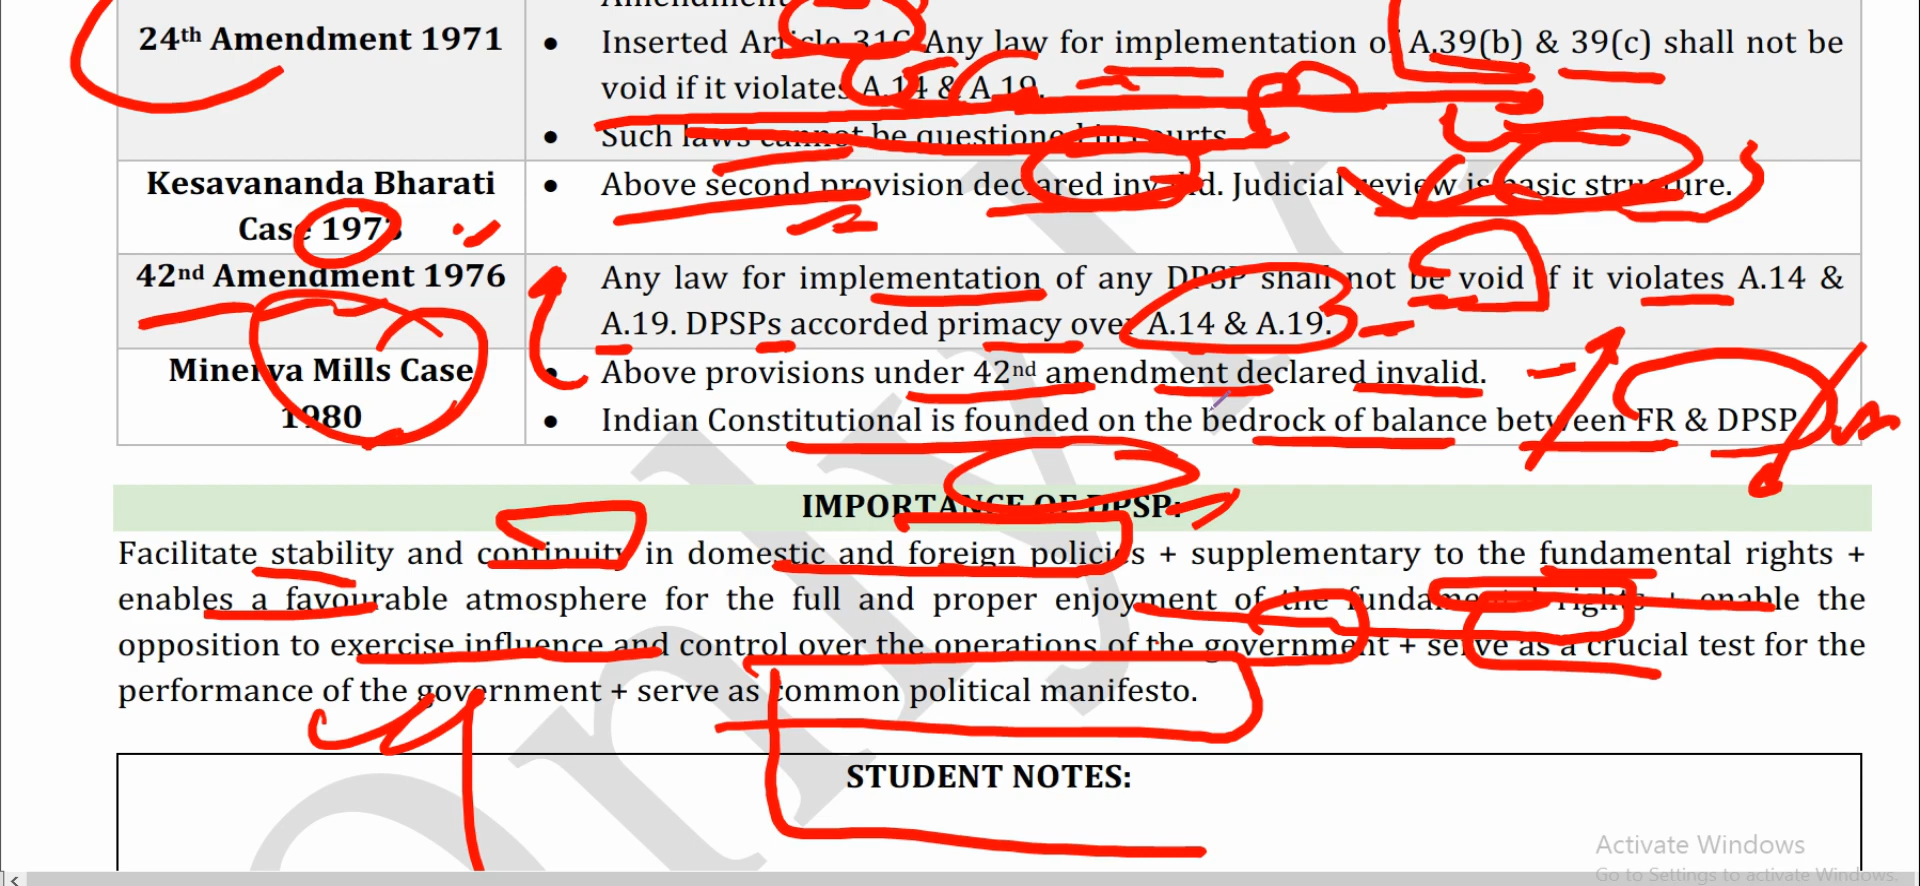 Amendment
24th Amendment 1971
Inserted Article 31C Any law for implementation of A.39(b) & 39(c) shall not be
void if it violates A.14 & A.19.
Such laws cannot be questioned in courts
Kesavananda Bharati
Case 1973
Above second provision declared invalid. Judicial review is basic structure.
42nd Amendment 1976
Any law for implementation of any DPSP shall not be void if it violates A.14 &
A.19. DPSPs accorded primacy over A.14 & A.19.
Minerva Mills Case
1980
Above provisions under 42nd amendment declared invalid.
Indian Constitutional is founded on the bedrock of balance between FR & DPSP
IMPORTANCE OF DPSP:
Facilitate stability and continuity in domestic and foreign policies + supplementary to the fundamental rights +
enables a favourable atmosphere for the full and proper enjoyment of the fundamental rights + enable the
opposition to exercise influence and control over the operations of the government + serve as a crucial test for the
performance of the government + serve as common political manifesto.
STUDENT NOTES:
Activate Windows
Go to Settings to activate Windows.